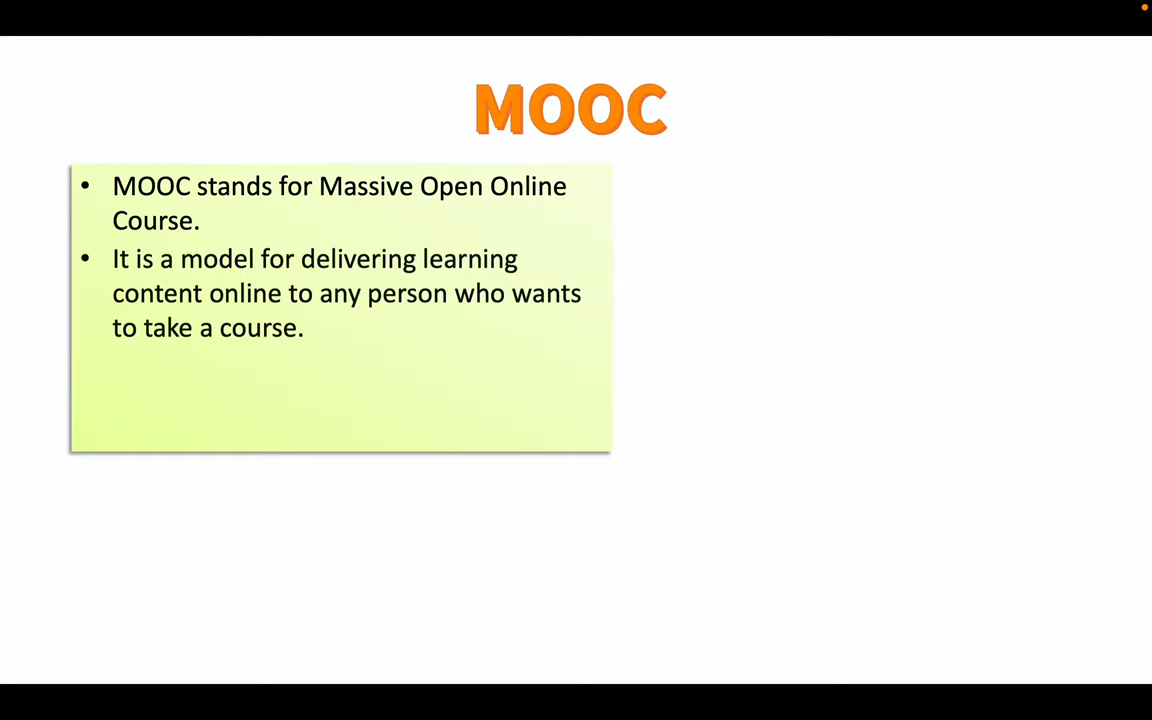 MOOC
• MOOC stands for Massive Open Online
Course.
• It is a model for delivering learning
content online to any person who wants
to take a course.